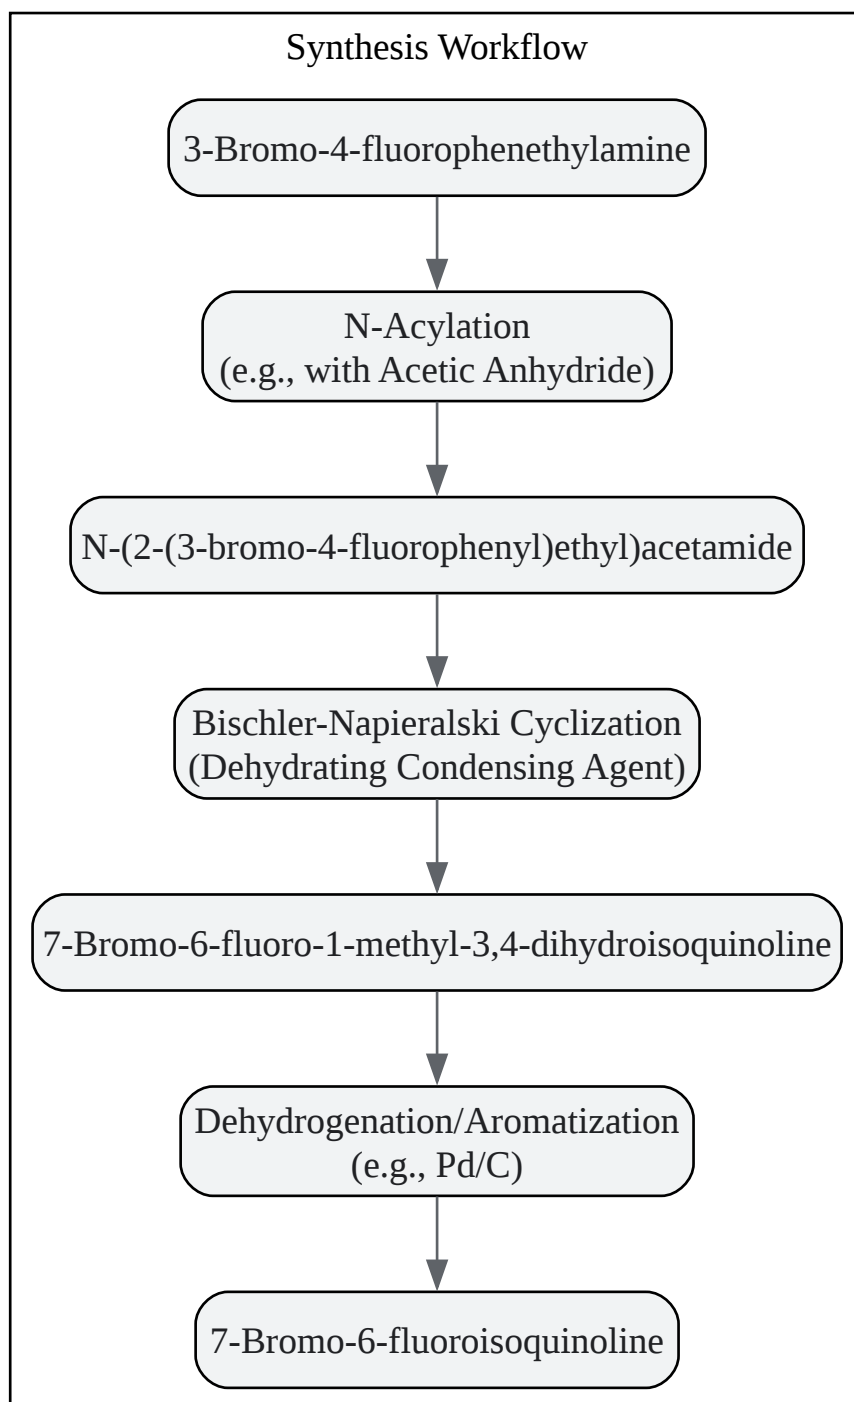 Synthesis Workflow
3-Bromo-4-fluorophenethylamine
N-Acylation
(e.g., with Acetic Anhydride)
N-(2-(3-bromo-4-fluorophenyl)ethyl)acetamide
Bischler-Napieralski Cyclization
(Dehydrating Condensing Agent)
7-Bromo-6-fluoro-1-methyl-3,4-dihydroisoquinoline
Dehydrogenation/Aromatization
(e.g., Pd/C)
7-Bromo-6-fluoroisoquinoline